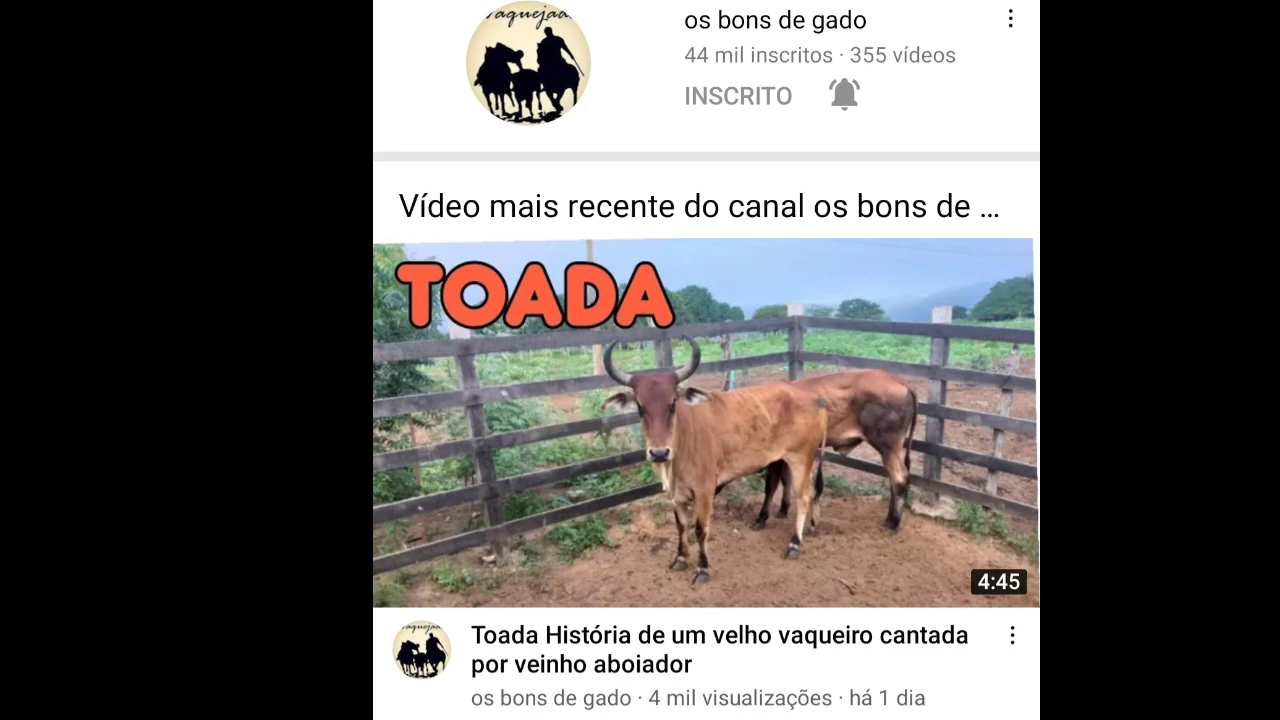 os bons de gado
44 mil inscritos · 355 vídeos
INSCRITO
Vídeo mais recente do canal os bons de ...
TOADA
4:45
Toada História de um velho vaqueiro cantada
por veinho aboiador
os bons de gado · 4 mil visualizações · há 1 dia